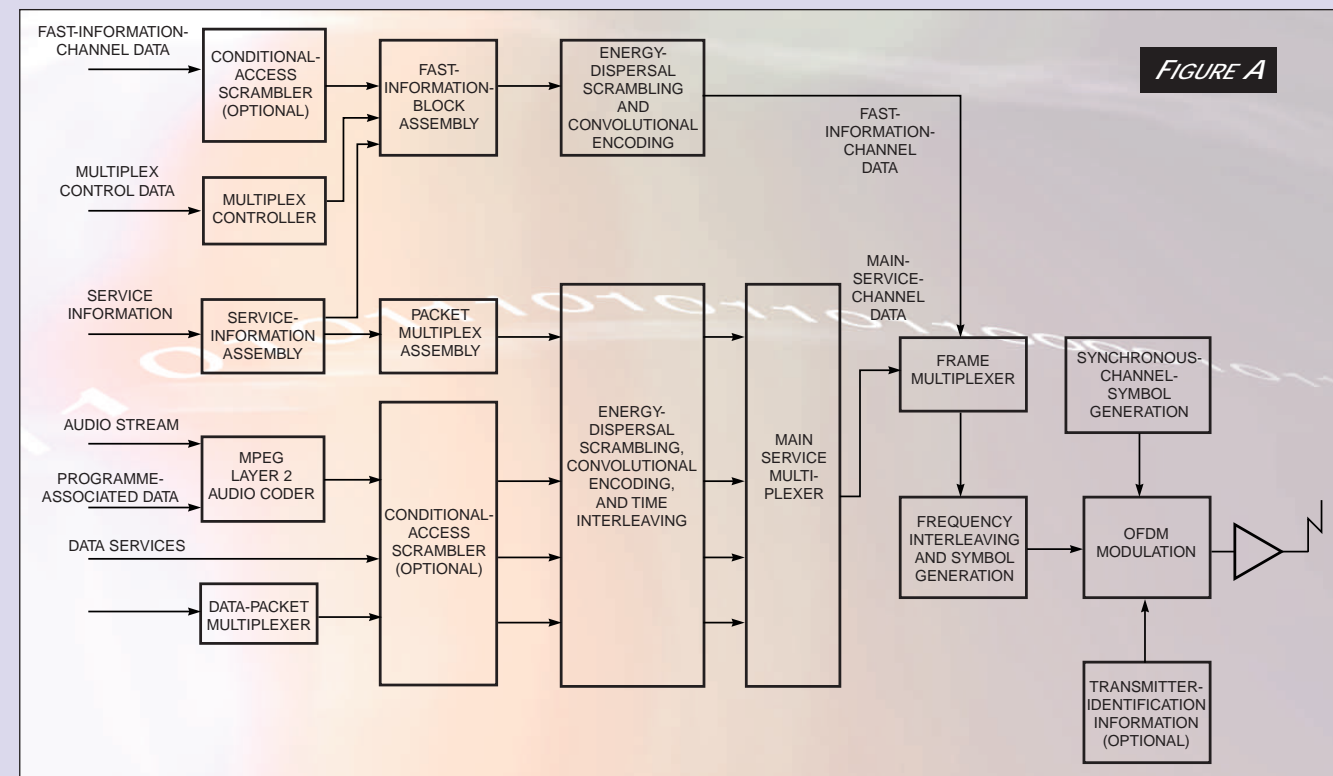 FIGURE A
FAST-INFORMATION-
CHANNEL DATA
CONDITIONAL-
ACCESS
SCRAMBLER
(OPTIONAL)
FAST-
INFORMATION-
BLOCK
ASSEMBLY
ENERGY-
DISPERSAL
SCRAMBLING
AND
CONVOLUTIONAL
ENCODING
FAST-
INFORMATION-
CHANNEL
DATA
MULTIPLEX
CONTROL DATA
MULTIPLEX
CONTROLLER
SERVICE
INFORMATION
SERVICE-
INFORMATION
ASSEMBLY
PACKET
MULTIPLEX
ASSEMBLY
AUDIO STREAM
PROGRAMME-
ASSOCIATED DATA
MPEG
LAYER 2
AUDIO CODER
DATA SERVICES
DATA-PACKET
MULTIPLEXER
CONDITIONAL-
ACCESS
SCRAMBLER
(OPTIONAL)
ENERGY-
DISPERSAL
SCRAMBLING,
CONVOLUTIONAL
ENCODING,
AND TIME
INTERLEAVING
MAIN
SERVICE
MULTI-
PLEXER
MAIN-
SERVICE-
CHANNEL
DATA
FRAME
MULTIPLEXER
SYNCHRONOUS-
CHANNEL-
SYMBOL
GENERATION
FREQUENCY
INTERLEAVING
AND SYMBOL
GENERATION
OFDM
MODULATION
TRANSMITTER-
IDENTIFICATION
INFORMATION
(OPTIONAL)